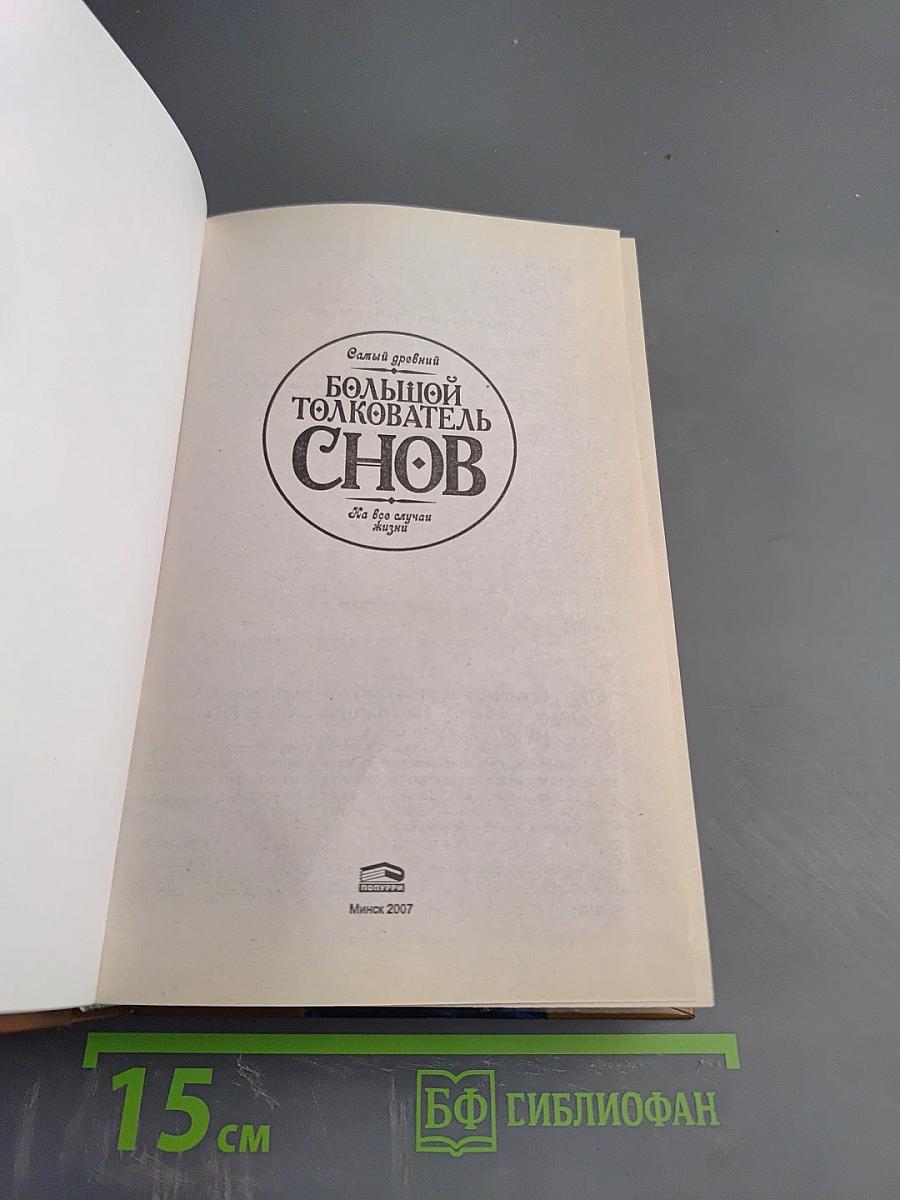 Самый древний
БОЛЬШОЙ
ТОЛКОВАТЕЛЬ
СНОВ
На все случаи
жизни
ПОПУРРИ
Минск 2007
15 см
БФ БИБЛИОФАН